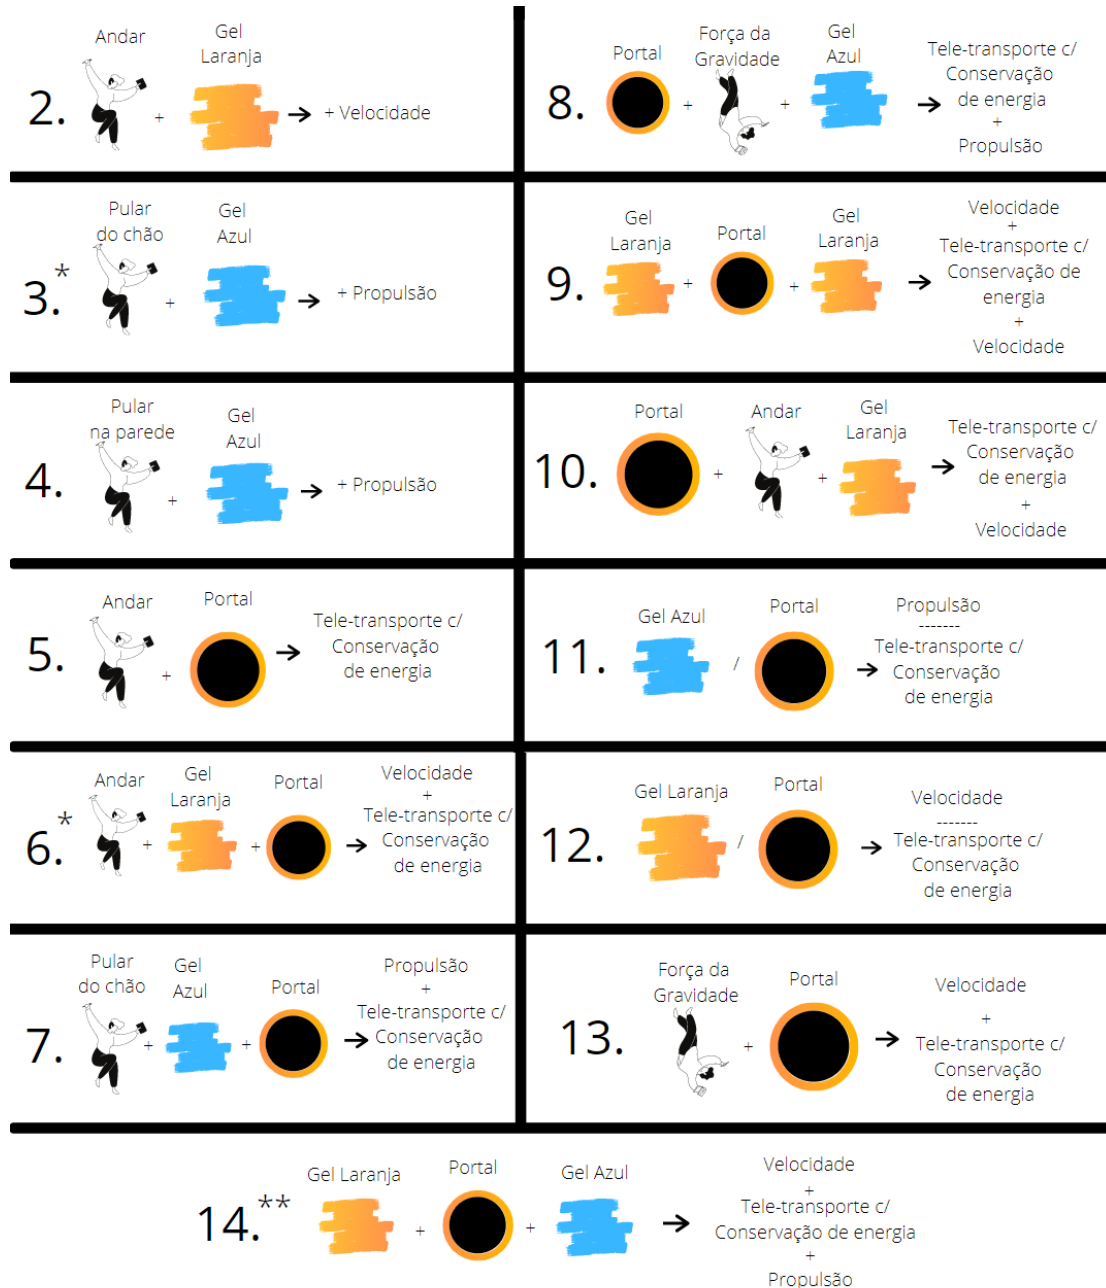 2.
Andar
+
Gel
Laranja
→ + Velocidade
3.*
Pular
do chão
+
Gel
Azul
→ + Propulsão
4.
Pular
na parede
+
Gel
Azul
→ + Propulsão
5.
Andar
+
Portal
→ Tele-transporte c/
Conservação
de energia
6.*
Andar
+
Gel
Laranja
+
Portal
→ Velocidade
+
Tele-transporte c/
Conservação
de energia
7.
Pular
do chão
+
Gel
Azul
+
Portal
→ Propulsão
+
Tele-transporte c/
Conservação
de energia
8.
Portal
+
Força da
Gravidade
+
Gel
Azul
→ Tele-transporte c/
Conservação
de energia
+
Propulsão
9.
Gel
Laranja
+
Portal
+
Gel
Laranja
→ Velocidade
+
Tele-transporte c/
Conservação de
energia
+
Velocidade
10.
Portal
+
Andar
+
Gel
Laranja
→ Tele-transporte c/
Conservação
de energia
+
Velocidade
11.
Gel Azul
/
Portal
→ Propulsão
-------
Tele-transporte c/
Conservação
de energia
12.
Gel Laranja
/
Portal
→ Velocidade
-------
Tele-transporte c/
Conservação
de energia
13.
Força da
Gravidade
+
Portal
→ Velocidade
+
Tele-transporte c/
Conservação
de energia
14.**
Gel Laranja
+
Portal
+
Gel Azul
→ Velocidade
+
Tele-transporte c/
Conservação de energia
+
Propulsão